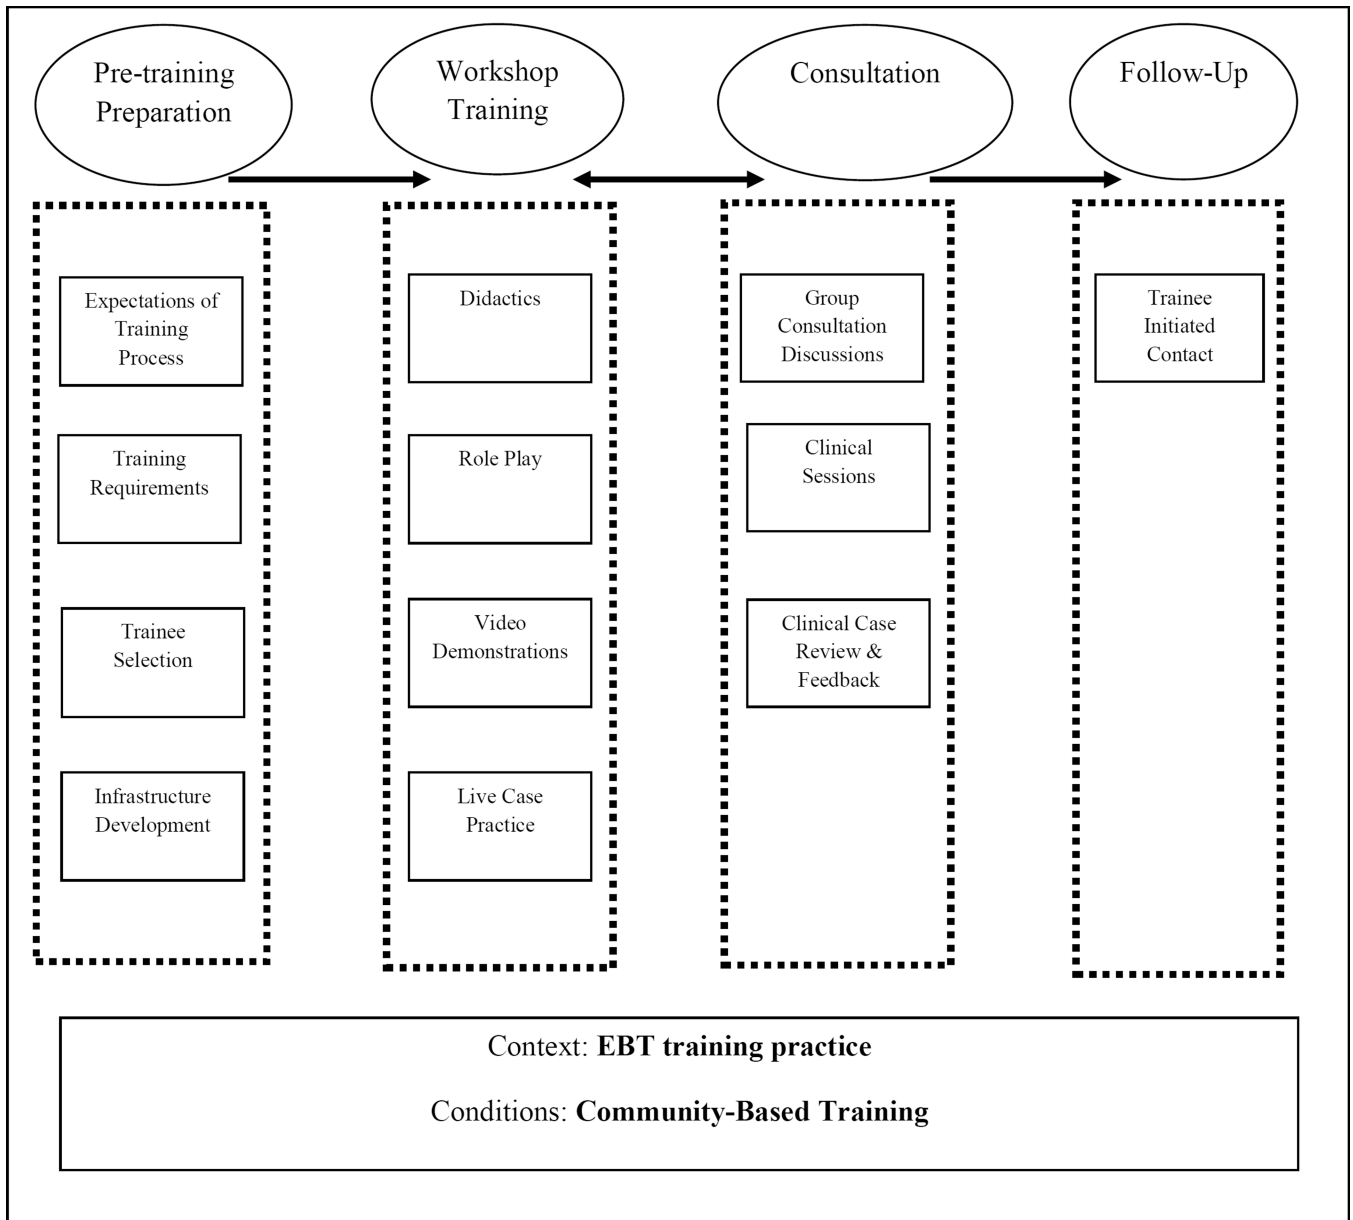 Pre-training
Preparation
Workshop
Training
Consultation
Follow-Up
Expectations of
Training
Process
Training
Requirements
Trainee
Selection
Infrastructure
Development
Didactics
Role Play
Video
Demonstrations
Live Case
Practice
Group
Consultation
Discussions
Clinical
Sessions
Clinical Case
Review &
Feedback
Trainee
Initiated
Contact
Context: EBT training practice
Conditions: Community-Based Training